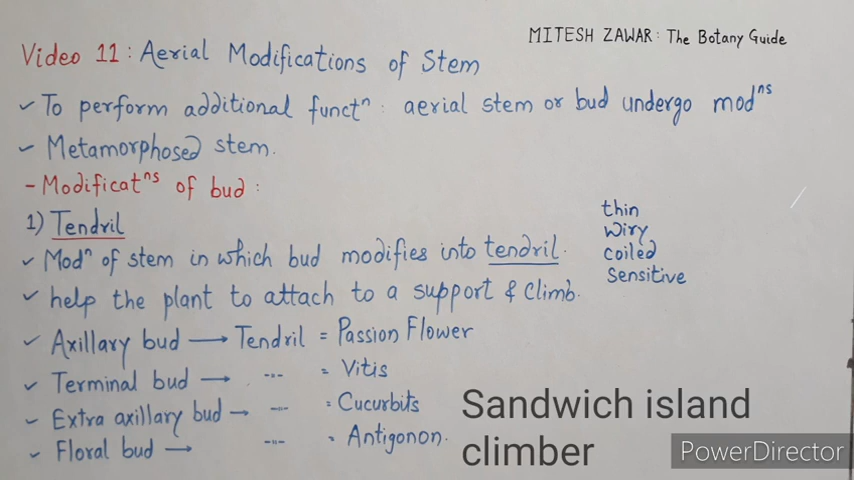 MITESH ZAWAR: The Botany Guide
Video 11: Aerial Modifications of Stem
✓ To perform additional functⁿ: aerial stem or bud undergo modⁿˢ
✓ Metamorphosed stem.
- Modificatⁿˢ of bud:
1) Tendril
✓ Modⁿ of stem in which bud modifies into tendril.
✓ help the plant to attach to a support & climb.
thin
wiry
coiled
Sensitive
✓ Axillary bud → Tendril = Passion Flower
✓ Terminal bud → -"- = Vitis
✓ Extra axillary bud → -"- = Cucurbits
✓ Floral bud → -"- = Antigonon.
Sandwich island
climber
PowerDirector